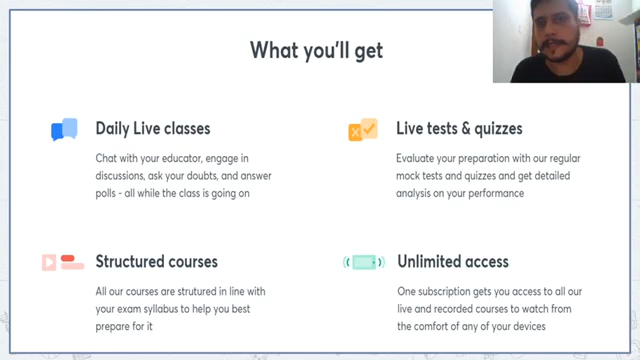 What you'll get
Daily Live classes
Chat with your educator, engage in
discussions, ask your doubts, and answer
polls - all while the class is going on
Live tests & quizzes
Evaluate your preparation with our regular
mock tests and quizzes and get detailed
analysis on your performance
Structured courses
All our courses are strutured in line with
your exam syllabus to help you best
prepare for it
Unlimited access
One subscription gets you access to all our
live and recorded courses to watch from
the comfort of any of your devices